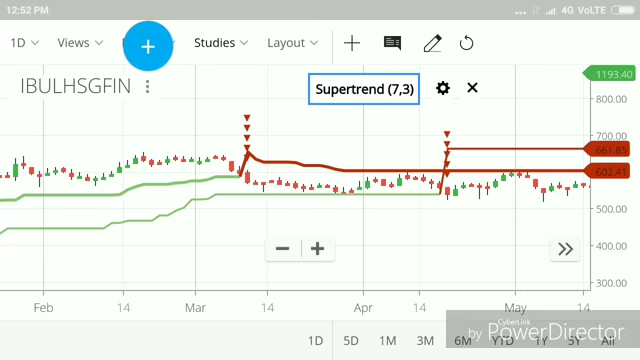 12:52 PM ... 4G VoLTE
1D Views Studies Layout
IBULHSGFIN
Supertrend (7,3)
1193.40
800.00
700.00
661.85
602.41
500.00
400.00
300.00
Feb 14 Mar 14 Apr 14 May 14
1D 5D 1M 3M 6M YTD 1Y 5Y All
by CyberLink PowerDirector